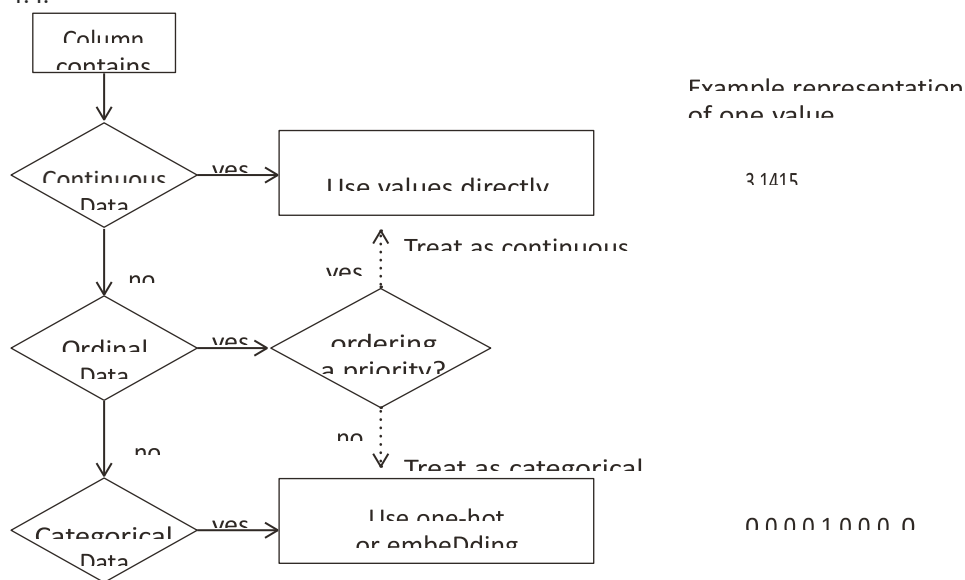 Column
contains
Example representation
of one value
Continuous
Data
yes
Use values directly
3.1415
Treat as continuous
yes
no
Ordinal
Data
yes
ordering
a priority?
no
no
Treat as categorical
Categorical
Data
yes
Use one-hot
or embeDding
0 0 0 0 1 0 0 0 0